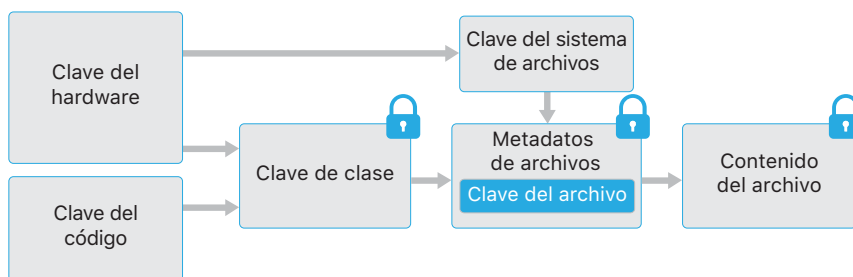 Clave del
hardware
Clave del sistema
de archivos
Clave de clase
Metadatos
de archivos
Clave del archivo
Contenido
del archivo
Clave del
código